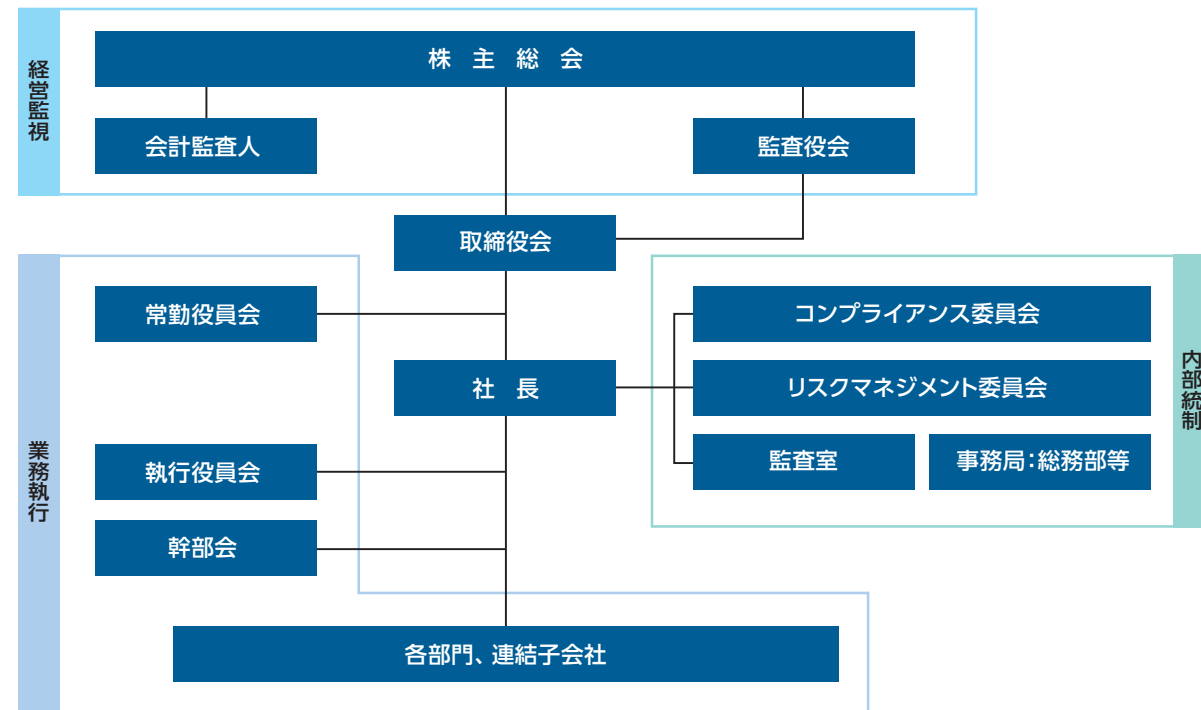 経営監視
株主総会
会計監査人
監査役会
取締役会
業務執行
常勤役員会
社長
執行役員会
幹部会
各部門、連結子会社
内部統制
コンプライアンス委員会
リスクマネジメント委員会
監査室
事務局：総務部等